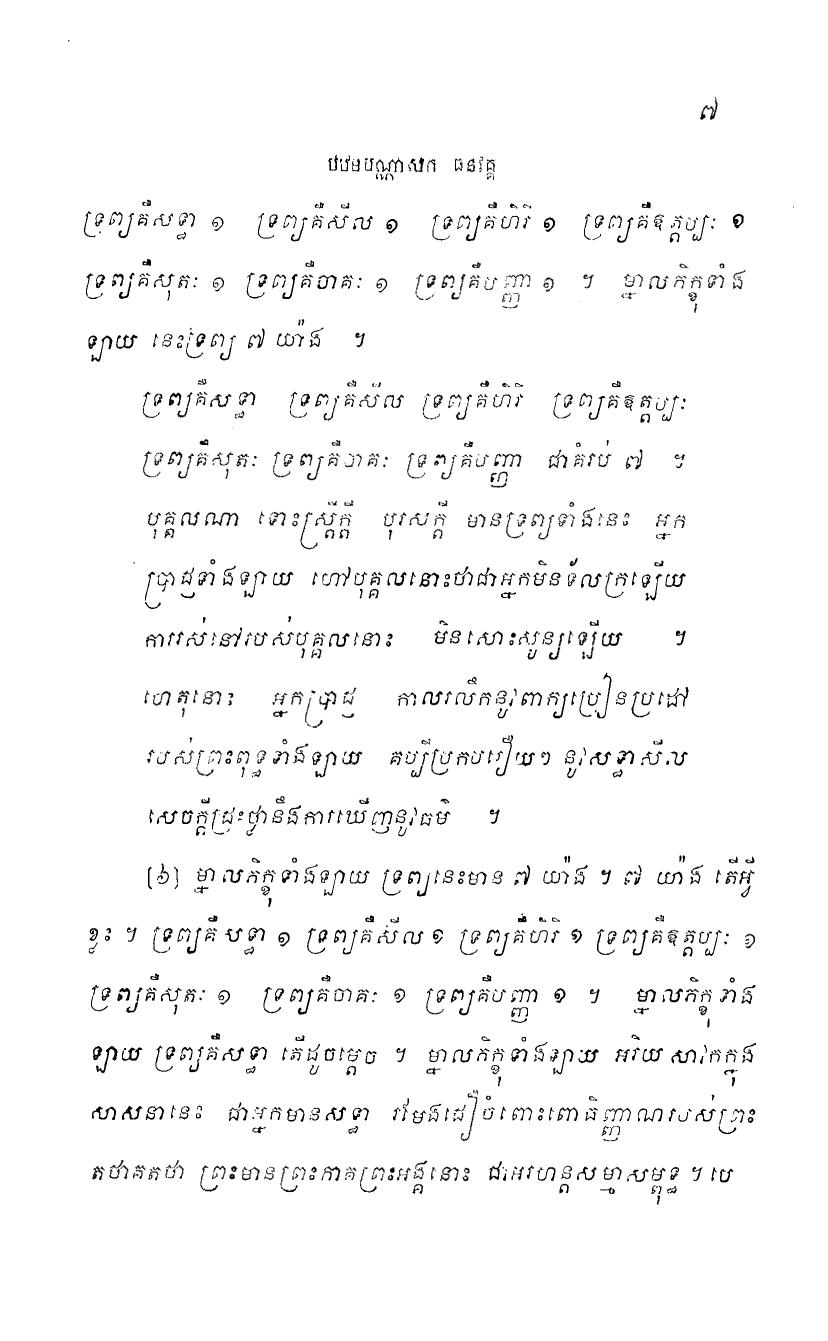 ៧
បឋមបណ្ណាសក ធនវគ្គ
ទ្រព្យគឺសទ្ធា ១ ទ្រព្យគឺសីល ១ ទ្រព្យគឺហិរិ ១ ទ្រព្យគឺឱត្តប្បៈ ១
ទ្រព្យគឺសុតៈ ១ ទ្រព្យគឺចាគៈ ១ ទ្រព្យគឺបញ្ញា ១ ។ ម្នាលភិក្ខុទាំង
ឡាយ នេះទ្រព្យ ៧ យ៉ាង ។
ទ្រព្យគឺសទ្ធា ទ្រព្យគឺសីល ទ្រព្យគឺហិរិ ទ្រព្យគឺឱត្តប្បៈ
ទ្រព្យគឺសុតៈ ទ្រព្យគឺចាគៈ ទ្រព្យគឺបញ្ញា ជាគំរប់ ៧ ។
បុគ្គលណា ទោះស្ត្រីក្តី បុរសក្តី មានទ្រព្យទាំងនេះ អ្នក
ប្រាជ្ញទាំងឡាយ ហៅបុគ្គលនោះថាជាអ្នកមិនទ័លក្រឡើយ
ការរស់នៅរបស់បុគ្គលនោះ មិនសោះសូន្យឡើយ ។
ហេតុនោះ អ្នកប្រាជ្ញ កាលរលឹកនូវពាក្យប្រៀនប្រដៅ
របស់ព្រះពុទ្ធទាំងឡាយ គប្បីប្រកបរឿយៗ នូវសទ្ធាសីល
សេចក្តីជ្រះថ្លានឹងការឃើញនូវធម៌ ។
(៦) ម្នាលភិក្ខុទាំងឡាយ ទ្រព្យនេះមាន ៧ យ៉ាង ។ ៧ យ៉ាង តើអ្វី
ខ្លះ ។ ទ្រព្យគឺសទ្ធា ១ ទ្រព្យគឺសីល ១ ទ្រព្យគឺហិរិ ១ ទ្រព្យគឺឱត្តប្បៈ ១
ទ្រព្យគឺសុតៈ ១ ទ្រព្យគឺចាគៈ ១ ទ្រព្យគឺបញ្ញា ១ ។ ម្នាលភិក្ខុទាំង
ឡាយ ទ្រព្យគឺសទ្ធា តើដូចម្តេច ។ ម្នាលភិក្ខុទាំងឡាយ អរិយសាវកក្នុង
សាសនានេះ ជាអ្នកមានសទ្ធា រមែងជឿចំពោះពោធិញ្ញាណរបស់ព្រះ
តថាគតថា ព្រះមានព្រះភាគព្រះអង្គនោះ ជាអរហន្តសម្មាសម្ពុទ្ធ ។ បេ